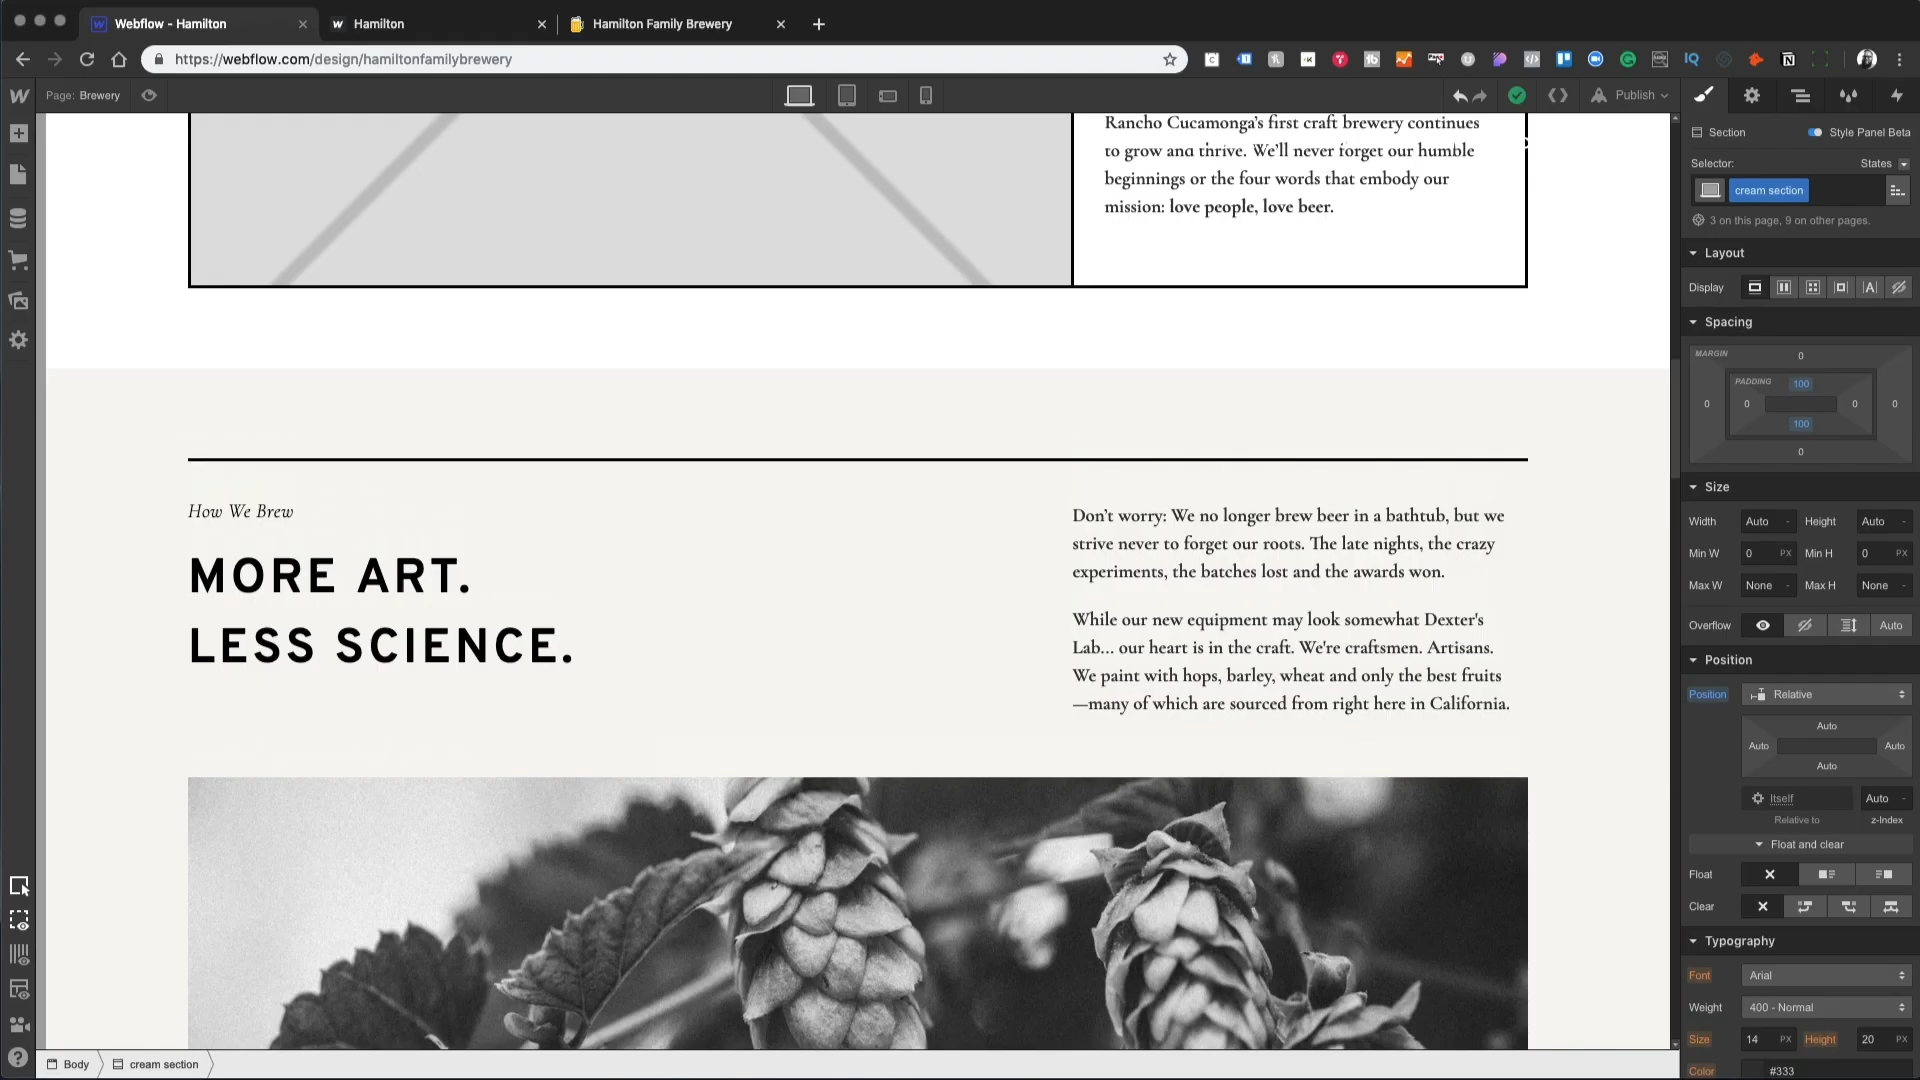 Webflow - Hamilton
Hamilton
Hamilton Family Brewery
https://webflow.com/design/hamiltonfamilybrewery
Page: Brewery
Publish
Section
Style Panel Beta
Selector:
States
cream section
3 on this page, 9 on other pages.
Layout
Display
Spacing
MARGIN
0
PADDING
100
0
0
0
0
100
0
Size
Width
Auto
-
Height
Auto
-
Min W
0
PX
Min H
0
PX
Max W
None
-
Max H
None
-
Overflow
Auto
Position
Position
Relative
Auto
Auto
Auto
Auto
Itself
Auto
-
Relative to
z-Index
Float and clear
Float
Clear
Typography
Font
Arial
Weight
400 - Normal
Size
14
PX
Height
20
PX
Color
#333
Rancho Cucamonga's first craft brewery continues
to grow and thrive. We'll never forget our humble
beginnings or the four words that embody our
mission: love people, love beer.
How We Brew
MORE ART.
LESS SCIENCE.
Don't worry: We no longer brew beer in a bathtub, but we
strive never to forget our roots. The late nights, the crazy
experiments, the batches lost and the awards won.
While our new equipment may look somewhat Dexter's
Lab... our heart is in the craft. We're craftsmen. Artisans.
We paint with hops, barley, wheat and only the best fruits
—many of which are sourced from right here in California.
Body
cream section